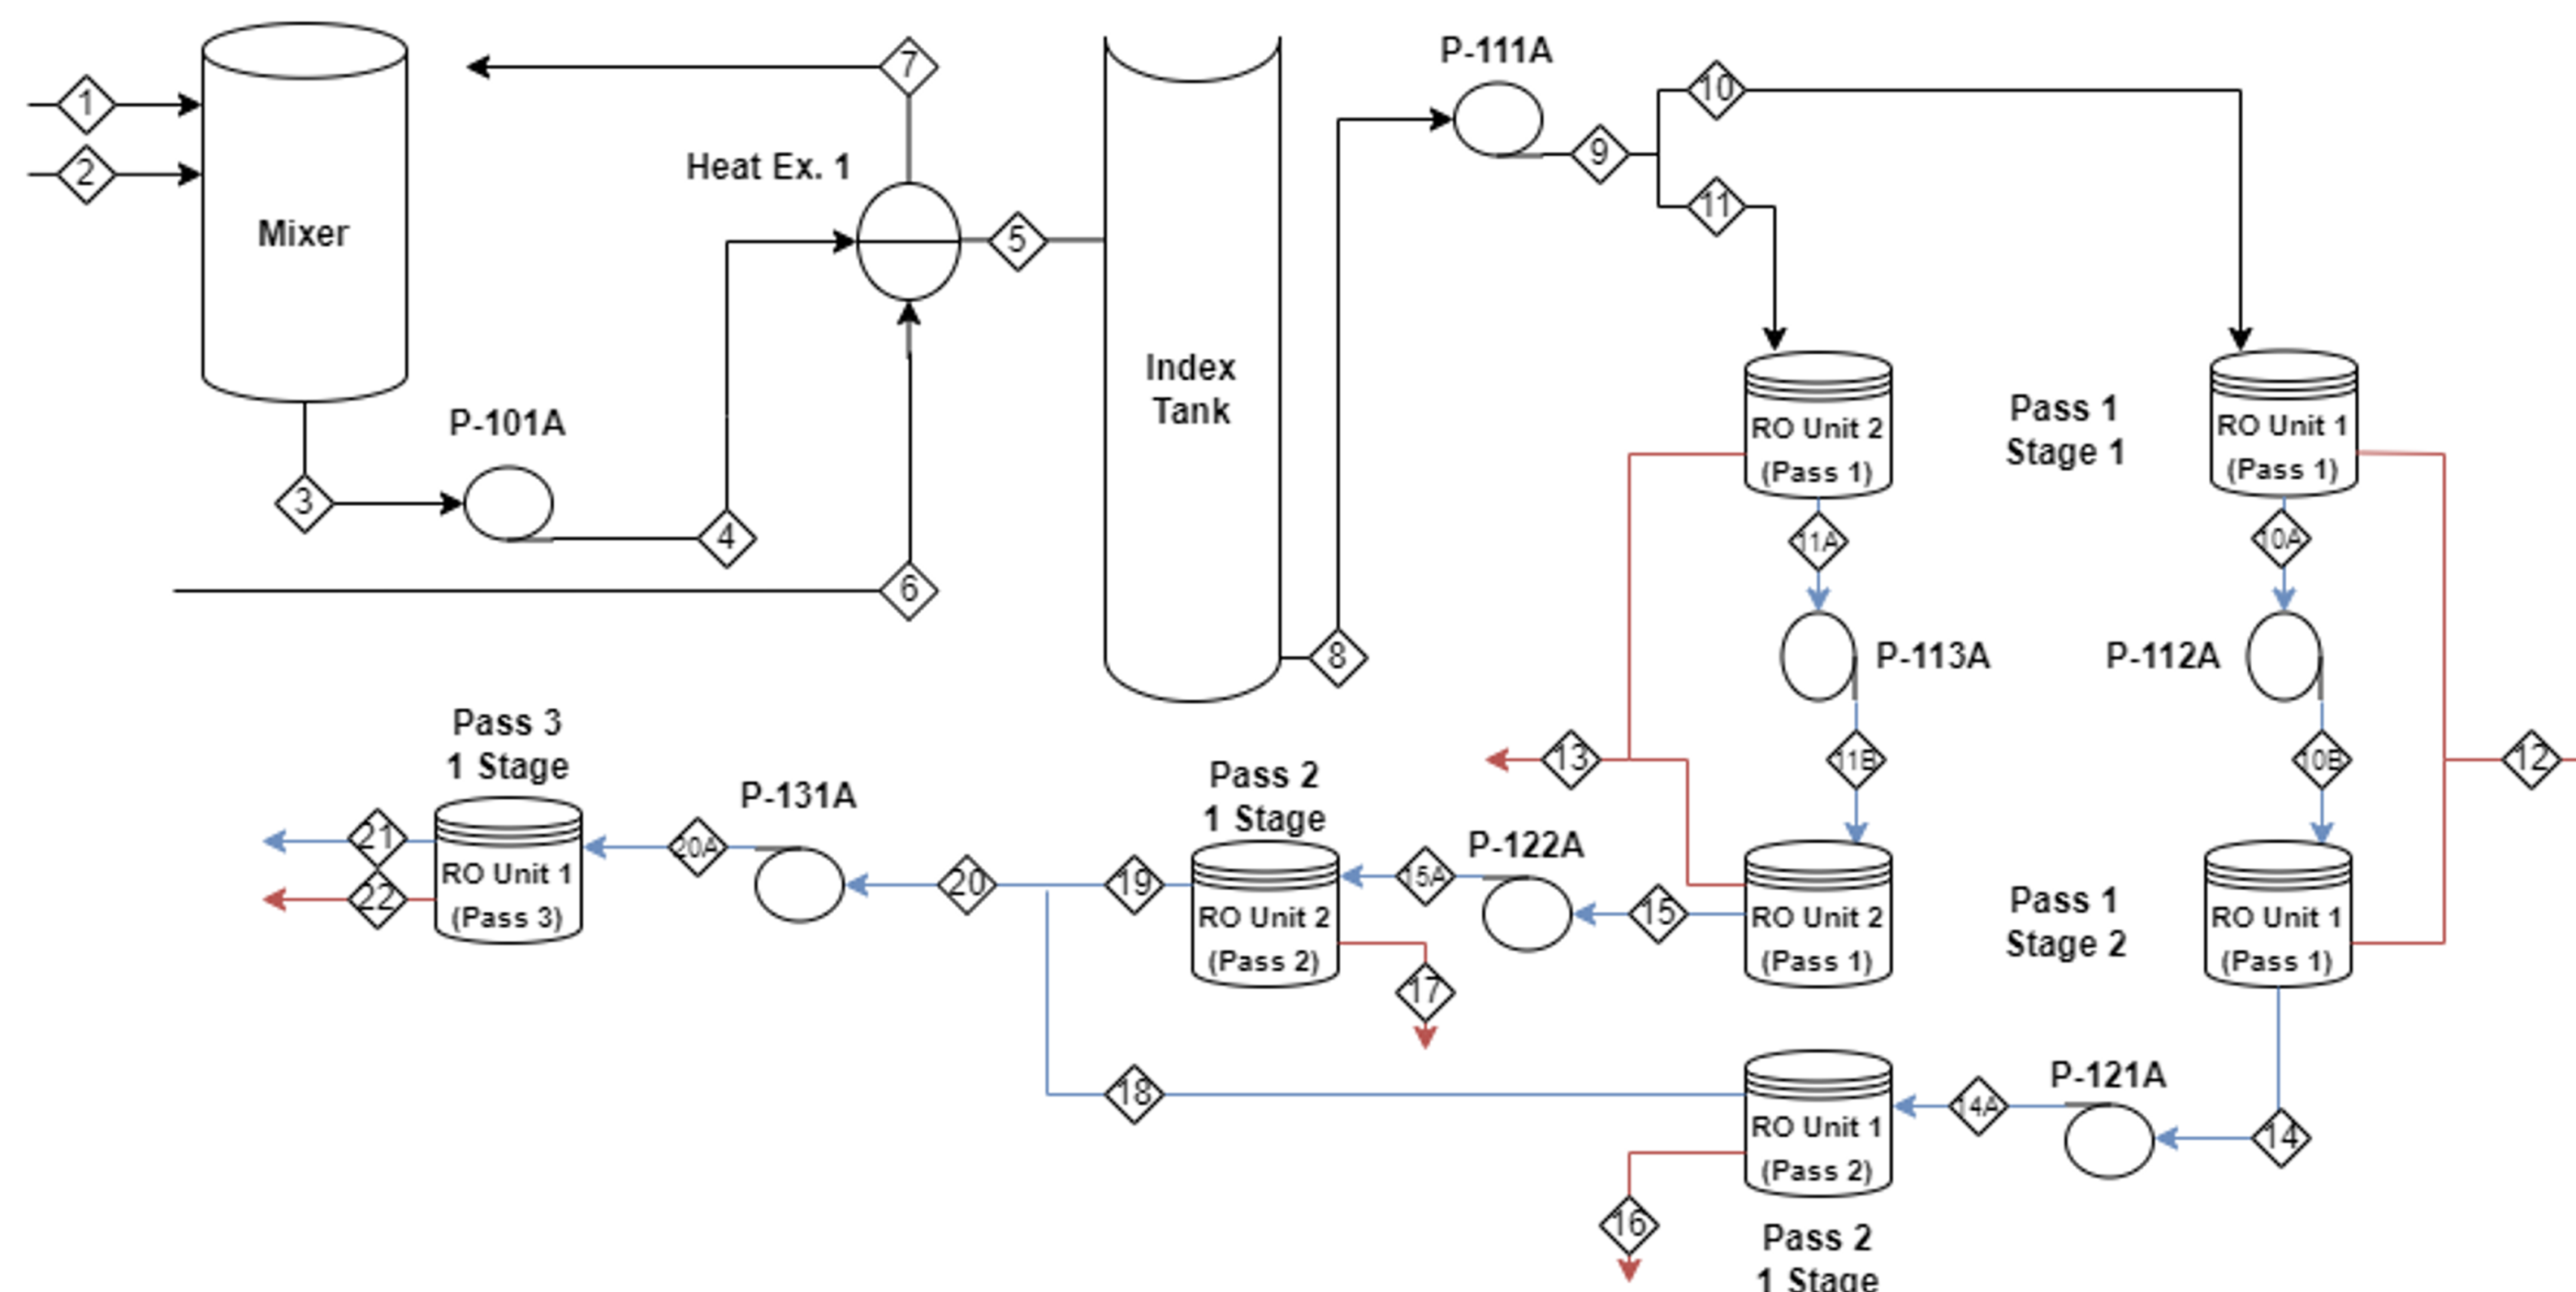 1
2
Mixer
3
P-101A
4
Heat Ex. 1
7
5
6
Index
Tank
8
P-111A
9
10
11
RO Unit 2
(Pass 1)
Pass 1
Stage 1
RO Unit 1
(Pass 1)
11A
10A
P-113A
P-112A
13
11B
10B
12
Pass 3
1 Stage
P-131A
Pass 2
1 Stage
P-122A
21
22
RO Unit 1
(Pass 3)
20A
20
19
RO Unit 2
(Pass 2)
15A
15
17
RO Unit 2
(Pass 1)
Pass 1
Stage 2
RO Unit 1
(Pass 1)
18
RO Unit 1
(Pass 2)
14A
P-121A
14
16
Pass 2
1 Stage